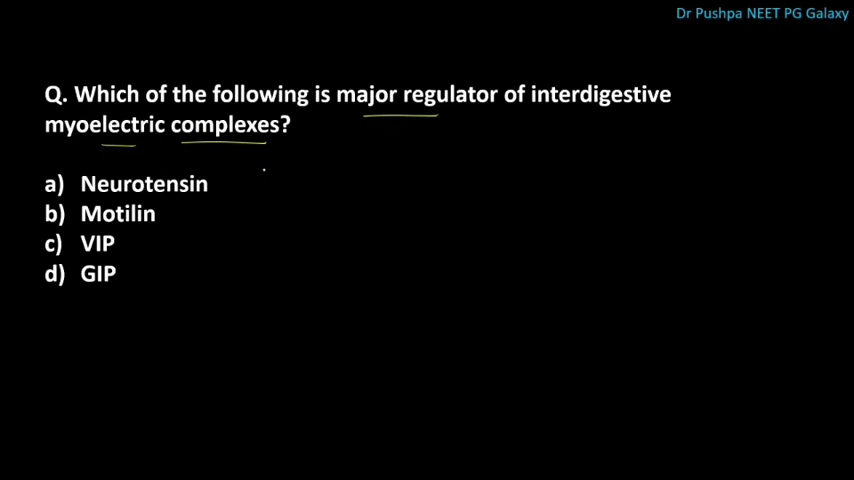 Dr Pushpa NEET PG Galaxy
Q. Which of the following is major regulator of interdigestive
myoelectric complexes?
a) Neurotensin
b) Motilin
c) VIP
d) GIP